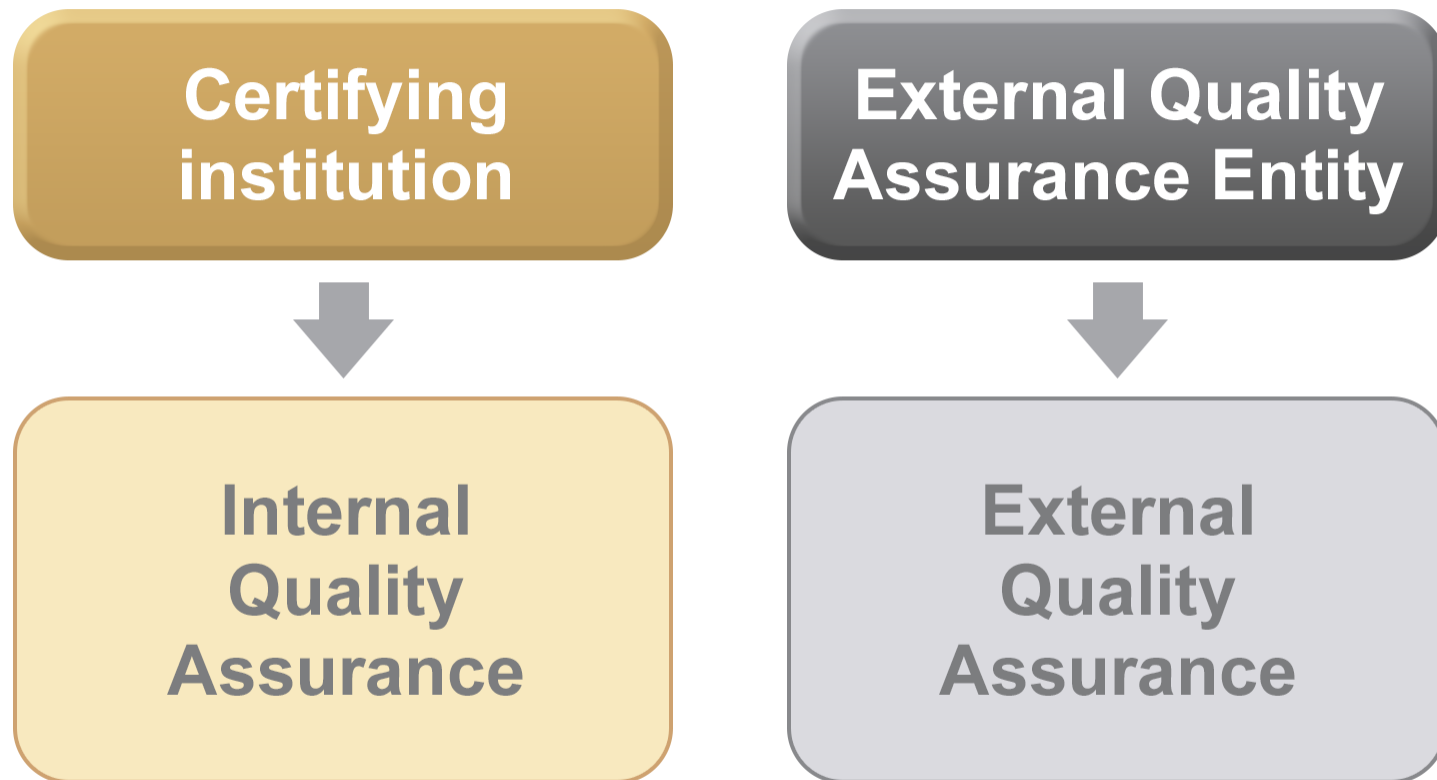 Certifying
institution
External Quality
Assurance Entity
Internal
Quality
Assurance
External
Quality
Assurance